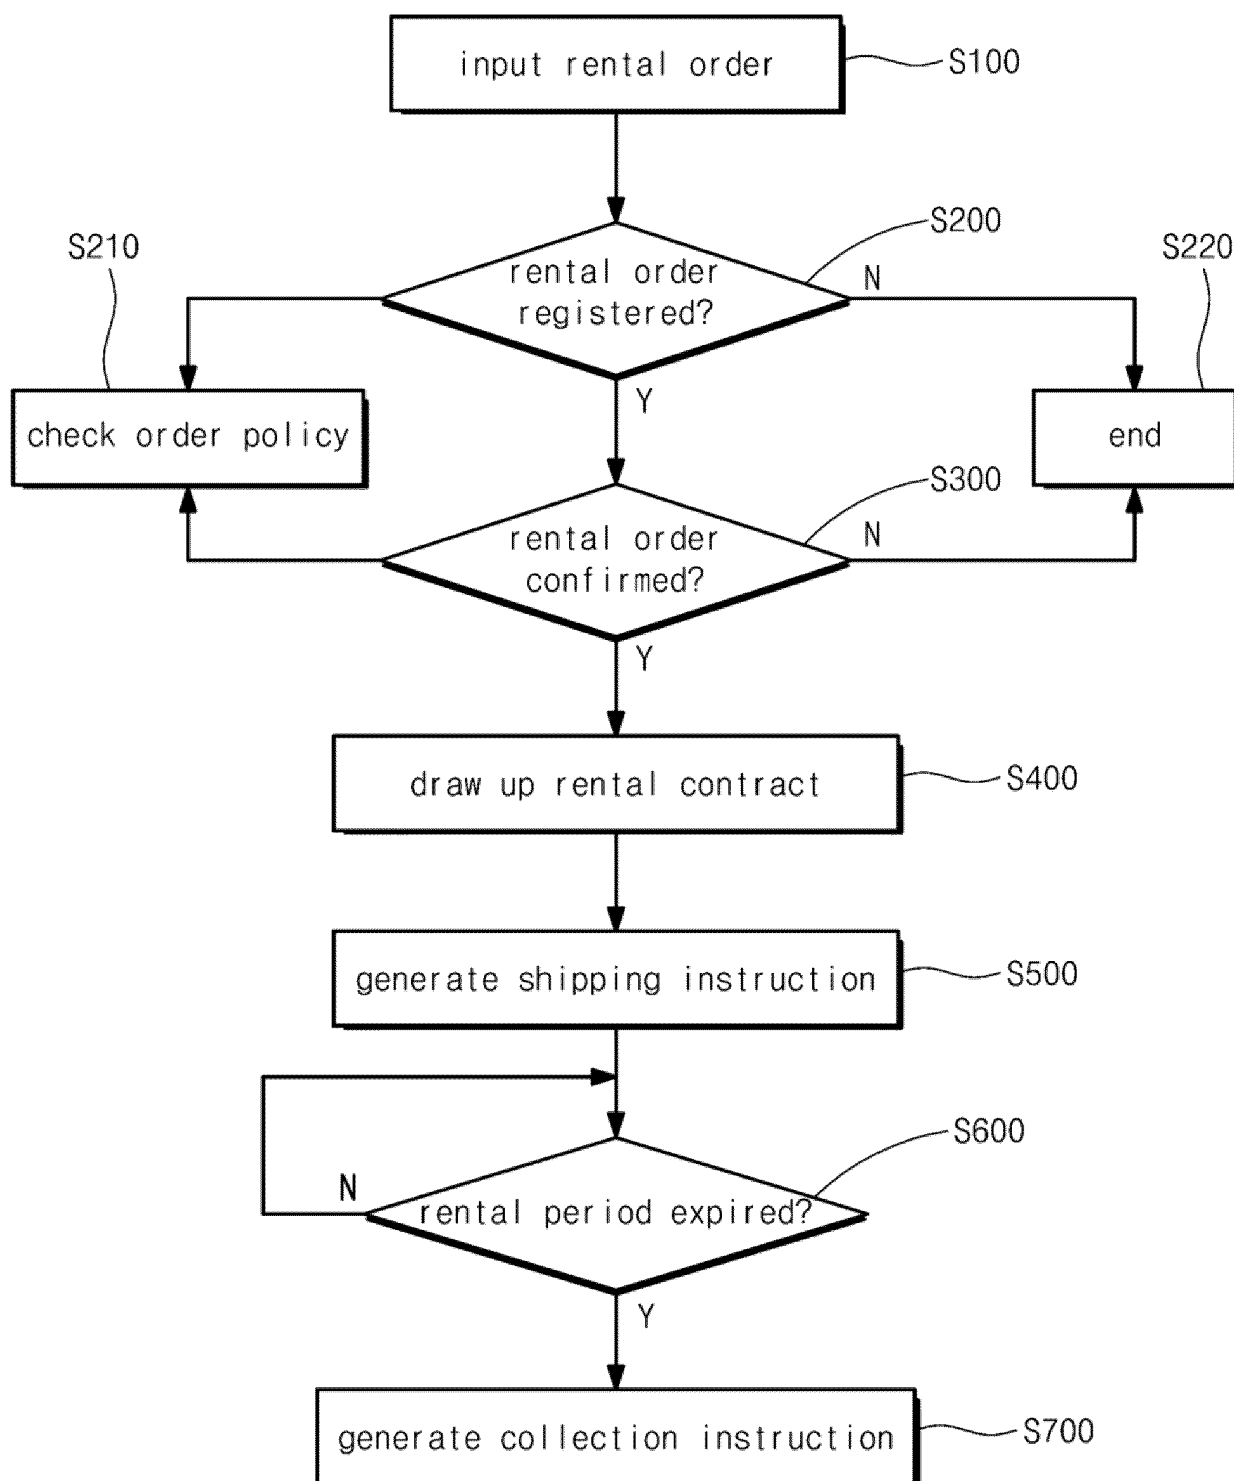 input rental order
S100
S200
S210
S220
rental order
registered?
N
Y
check order policy
end
S300
rental order
confirmed?
N
Y
draw up rental contract
S400
generate shipping instruction
S500
S600
N
rental period expired?
Y
generate collection instruction
S700